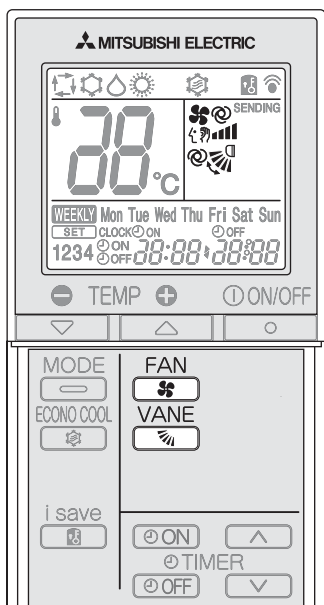 MITSUBISHI ELECTRIC
SENDING
88 °C
WEEKLY Mon Tue Wed Thu Fri Sat Sun
SET CLOCK ON OFF
1234 ON OFF 88:88 88:88
TEMP ON/OFF
MODE FAN
ECONO COOL VANE
i save
ON
TIMER
OFF